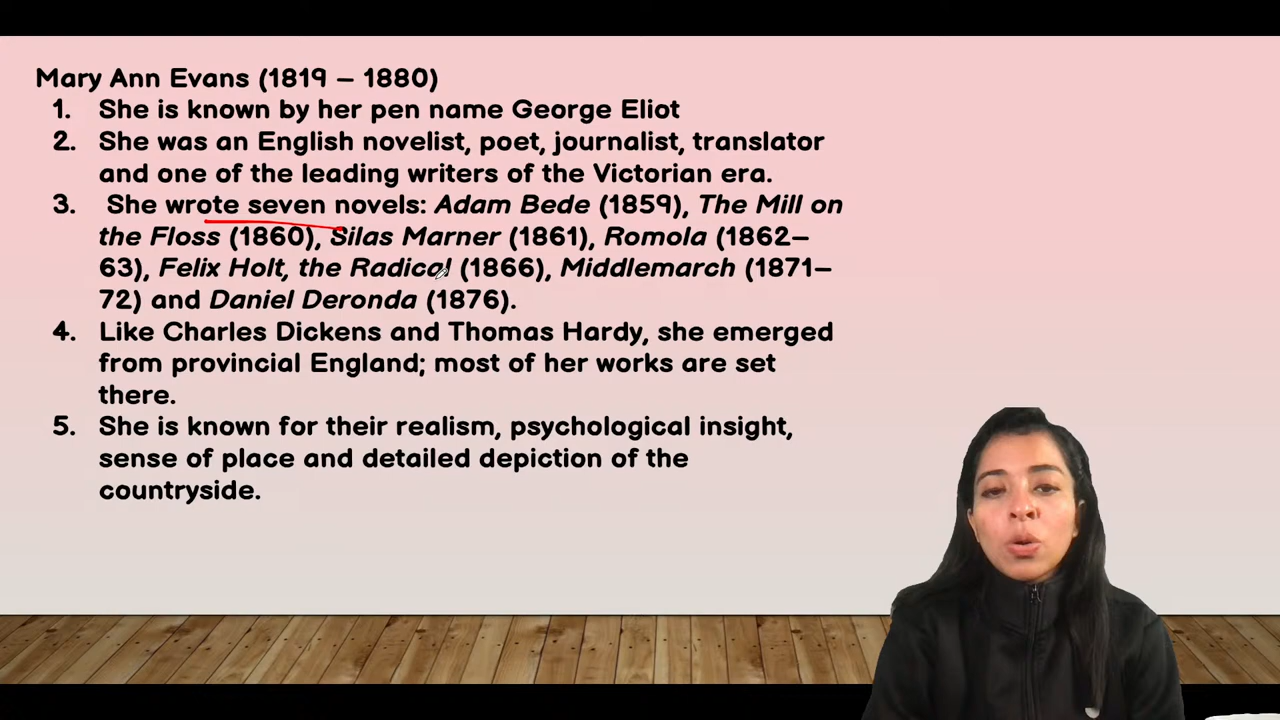 Mary Ann Evans (1819 – 1880)
1. She is known by her pen name George Eliot
2. She was an English novelist, poet, journalist, translator
and one of the leading writers of the Victorian era.
3. She wrote seven novels: Adam Bede (1859), The Mill on
the Floss (1860), Silas Marner (1861), Romola (1862–
63), Felix Holt, the Radical (1866), Middlemarch (1871–
72) and Daniel Deronda (1876).
4. Like Charles Dickens and Thomas Hardy, she emerged
from provincial England; most of her works are set
there.
5. She is known for their realism, psychological insight,
sense of place and detailed depiction of the
countryside.